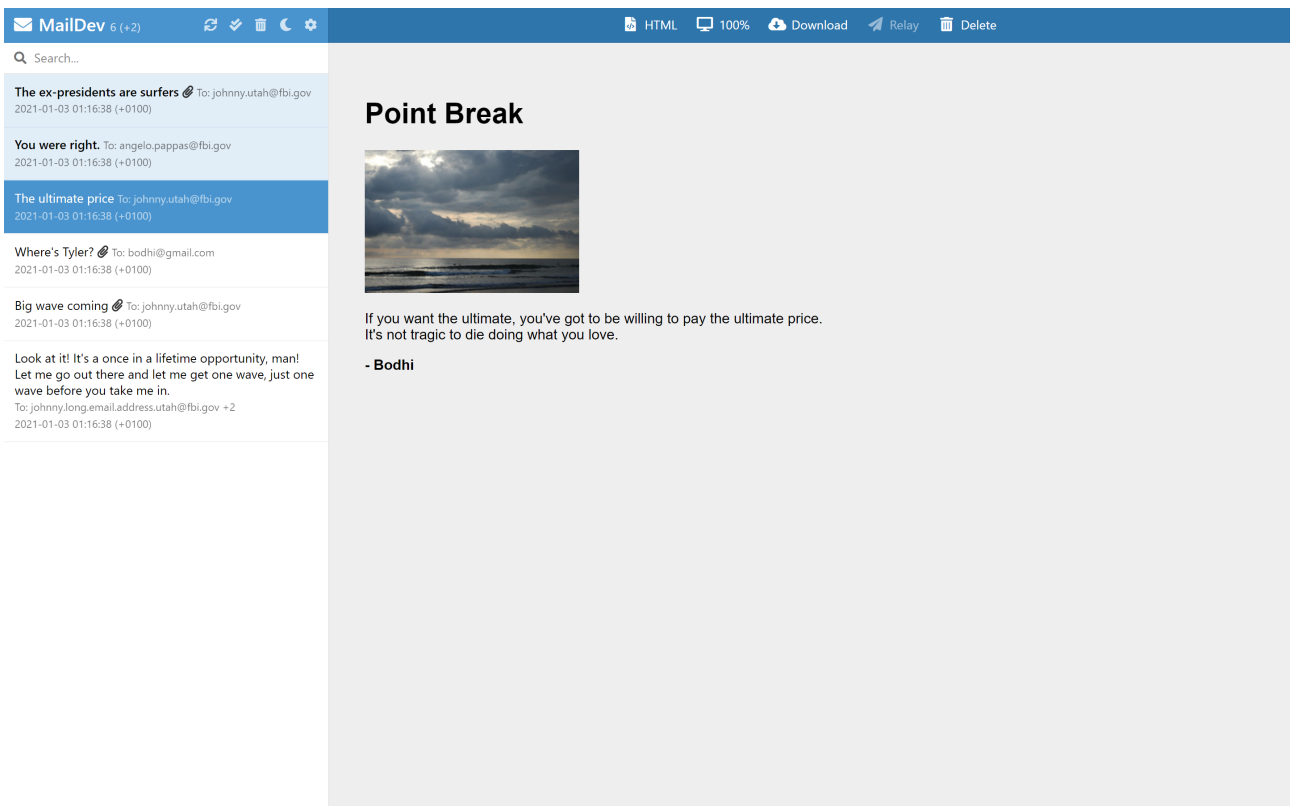 MailDev 6 (+2)
HTML 100% Download Relay Delete
Search...
The ex-presidents are surfers To: johnny.utah@fbi.gov
2021-01-03 01:16:38 (+0100)
You were right. To: angelo.pappas@fbi.gov
2021-01-03 01:16:38 (+0100)
The ultimate price To: johnny.utah@fbi.gov
2021-01-03 01:16:38 (+0100)
Where's Tyler? To: bodhi@gmail.com
2021-01-03 01:16:38 (+0100)
Big wave coming To: johnny.utah@fbi.gov
2021-01-03 01:16:38 (+0100)
Look at it! It's a once in a lifetime opportunity, man!
Let me go out there and let me get one wave, just one
wave before you take me in.
To: johnny.long.email.address.utah@fbi.gov +2
2021-01-03 01:16:38 (+0100)
Point Break
If you want the ultimate, you've got to be willing to pay the ultimate price.
It's not tragic to die doing what you love.
- Bodhi